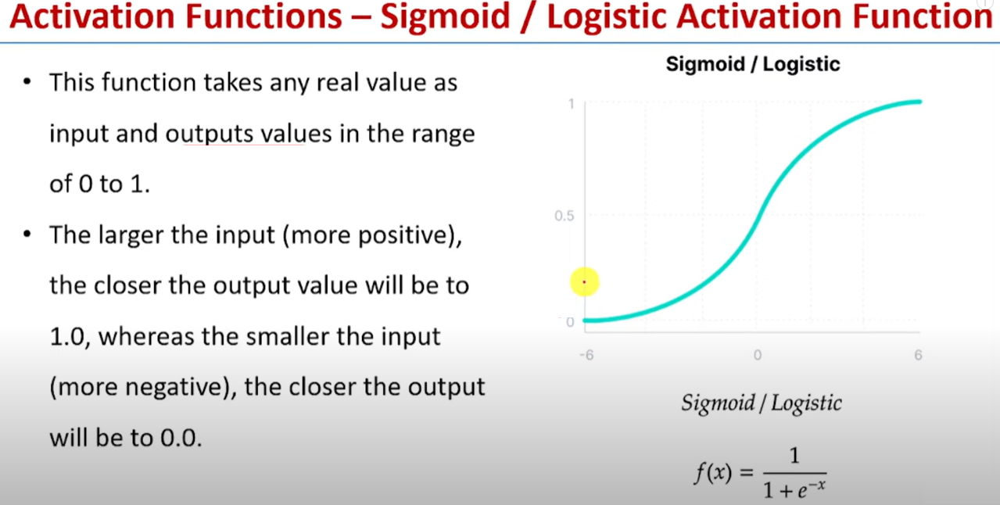 Activation Functions – Sigmoid / Logistic Activation Function
• This function takes any real value as
input and outputs values in the range
of 0 to 1.
• The larger the input (more positive),
the closer the output value will be to
1.0, whereas the smaller the input
(more negative), the closer the output
will be to 0.0.
Sigmoid / Logistic
1
0.5
0
-6 0 6
Sigmoid / Logistic
f(x) = 1 / (1 + e^{-x})